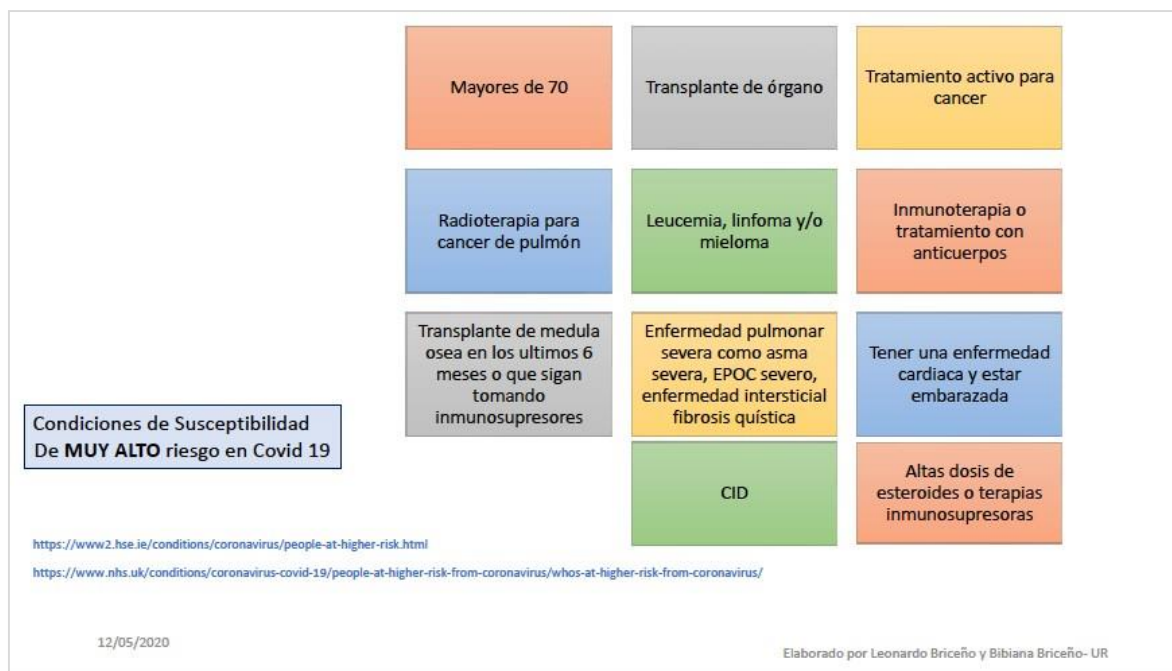 Mayores de 70
Transplante de órgano
Tratamiento activo para
cancer
Radioterapia para
cancer de pulmón
Leucemia, linfoma y/o
mieloma
Inmunoterapia o
tratamiento con
anticuerpos
Transplante de medula
osea en los ultimos 6
meses o que sigan
tomando
inmunosupresores
Enfermedad pulmonar
severa como asma
severa, EPOC severo,
enfermedad intersticial
fibrosis quística
Tener una enfermedad
cardiaca y estar
embarazada
Condiciones de Susceptibilidad
De MUY ALTO riesgo en Covid 19
CID
Altas dosis de
esteroides o terapias
inmunosupresoras
https://www2.hse.ie/conditions/coronavirus/people-at-higher-risk.html
https://www.nhs.uk/conditions/coronavirus-covid-19/people-at-higher-risk-from-coronavirus/whos-at-higher-risk-from-coronavirus/
12/05/2020
Elaborado por Leonardo Briceño y Bibiana Briceño- UR